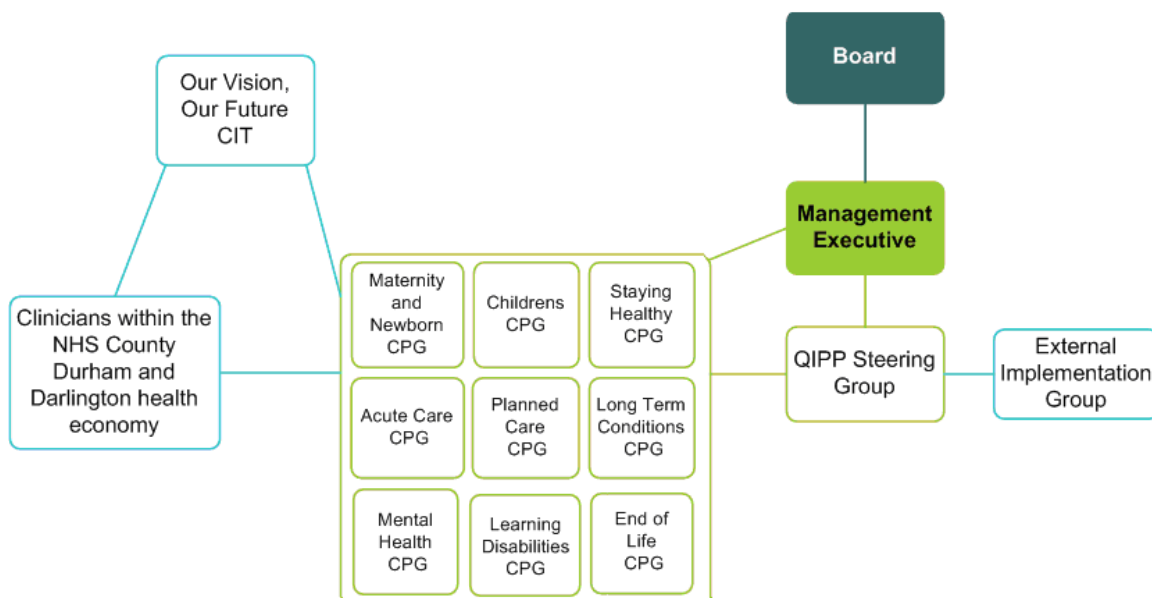 Our Vision,
Our Future
CIT
Board
Management
Executive
Clinicians within the
NHS County
Durham and
Darlington health
economy
Maternity
and
Newborn
CPG
Childrens
CPG
Staying
Healthy
CPG
Acute Care
CPG
Planned
Care
CPG
Long Term
Conditions
CPG
Mental
Health
CPG
Learning
Disabilities
CPG
End of
Life
CPG
QIPP Steering
Group
External
Implementation
Group